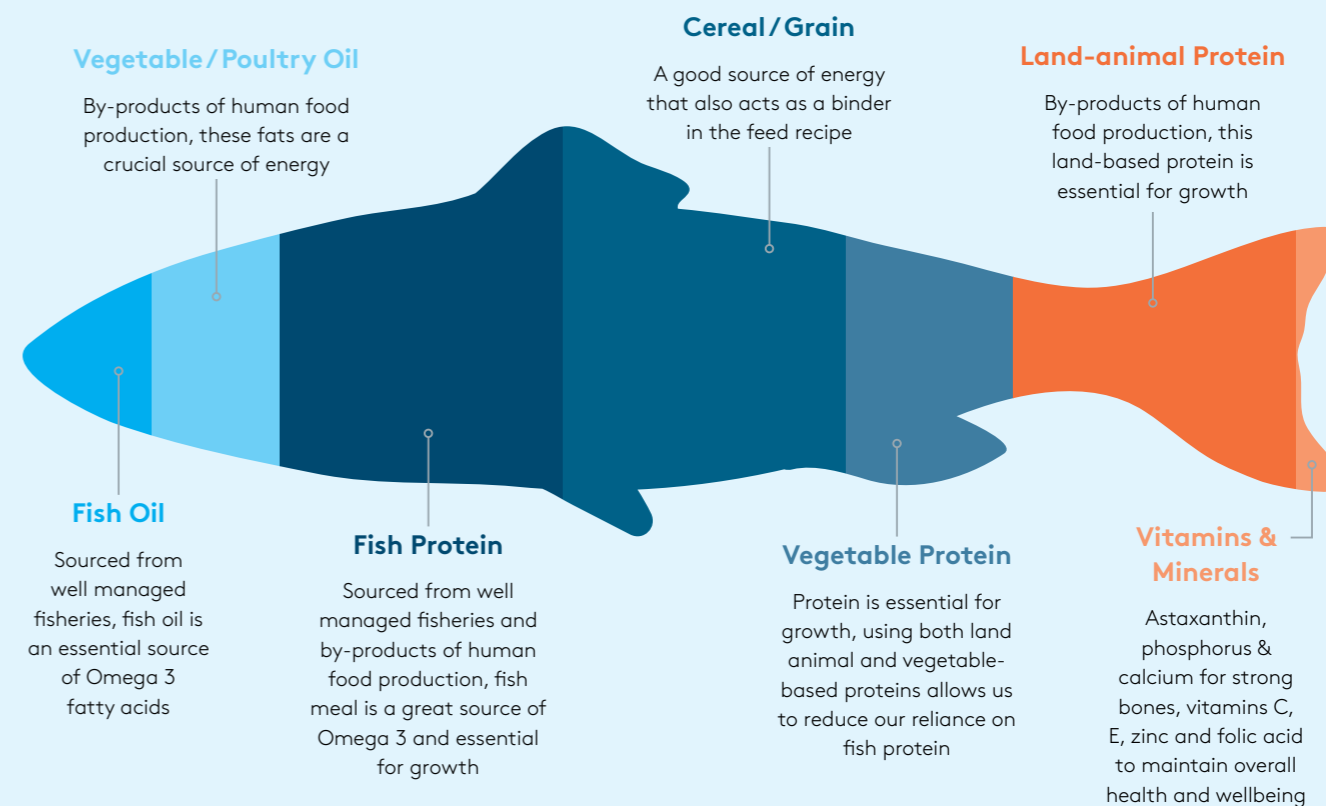 Vegetable/Poultry Oil
By-products of human food
production, these fats are a
crucial source of energy
Cereal/Grain
A good source of energy
that also acts as a binder
in the feed recipe
Land-animal Protein
By-products of human
food production, this
land-based protein is
essential for growth
Fish Oil
Sourced from
well managed
fisheries, fish oil is
an essential source
of Omega 3
fatty acids
Fish Protein
Sourced from well
managed fisheries and
by-products of human
food production, fish
meal is a great source of
Omega 3 and essential
for growth
Vegetable Protein
Protein is essential for
growth, using both land
animal and vegetable-
based proteins allows us
to reduce our reliance on
fish protein
Vitamins &
Minerals
Astaxanthin,
phosphorus &
calcium for strong
bones, vitamins C,
E, zinc and folic acid
to maintain overall
health and wellbeing